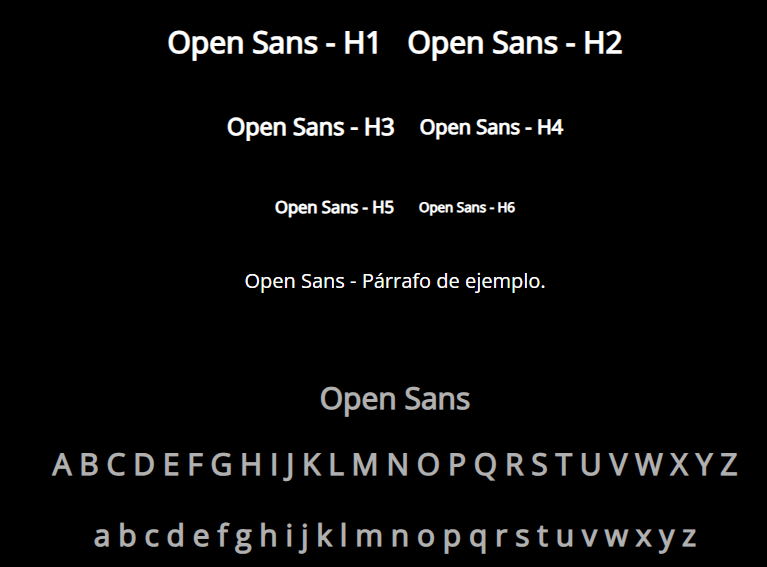 Open Sans - H1 Open Sans - H2
Open Sans - H3 Open Sans - H4
Open Sans - H5 Open Sans - H6
Open Sans - Párrafo de ejemplo.
Open Sans
A B C D E F G H I J K L M N O P Q R S T U V W X Y Z
a b c d e f g h i j k l m n o p q r s t u v w x y z